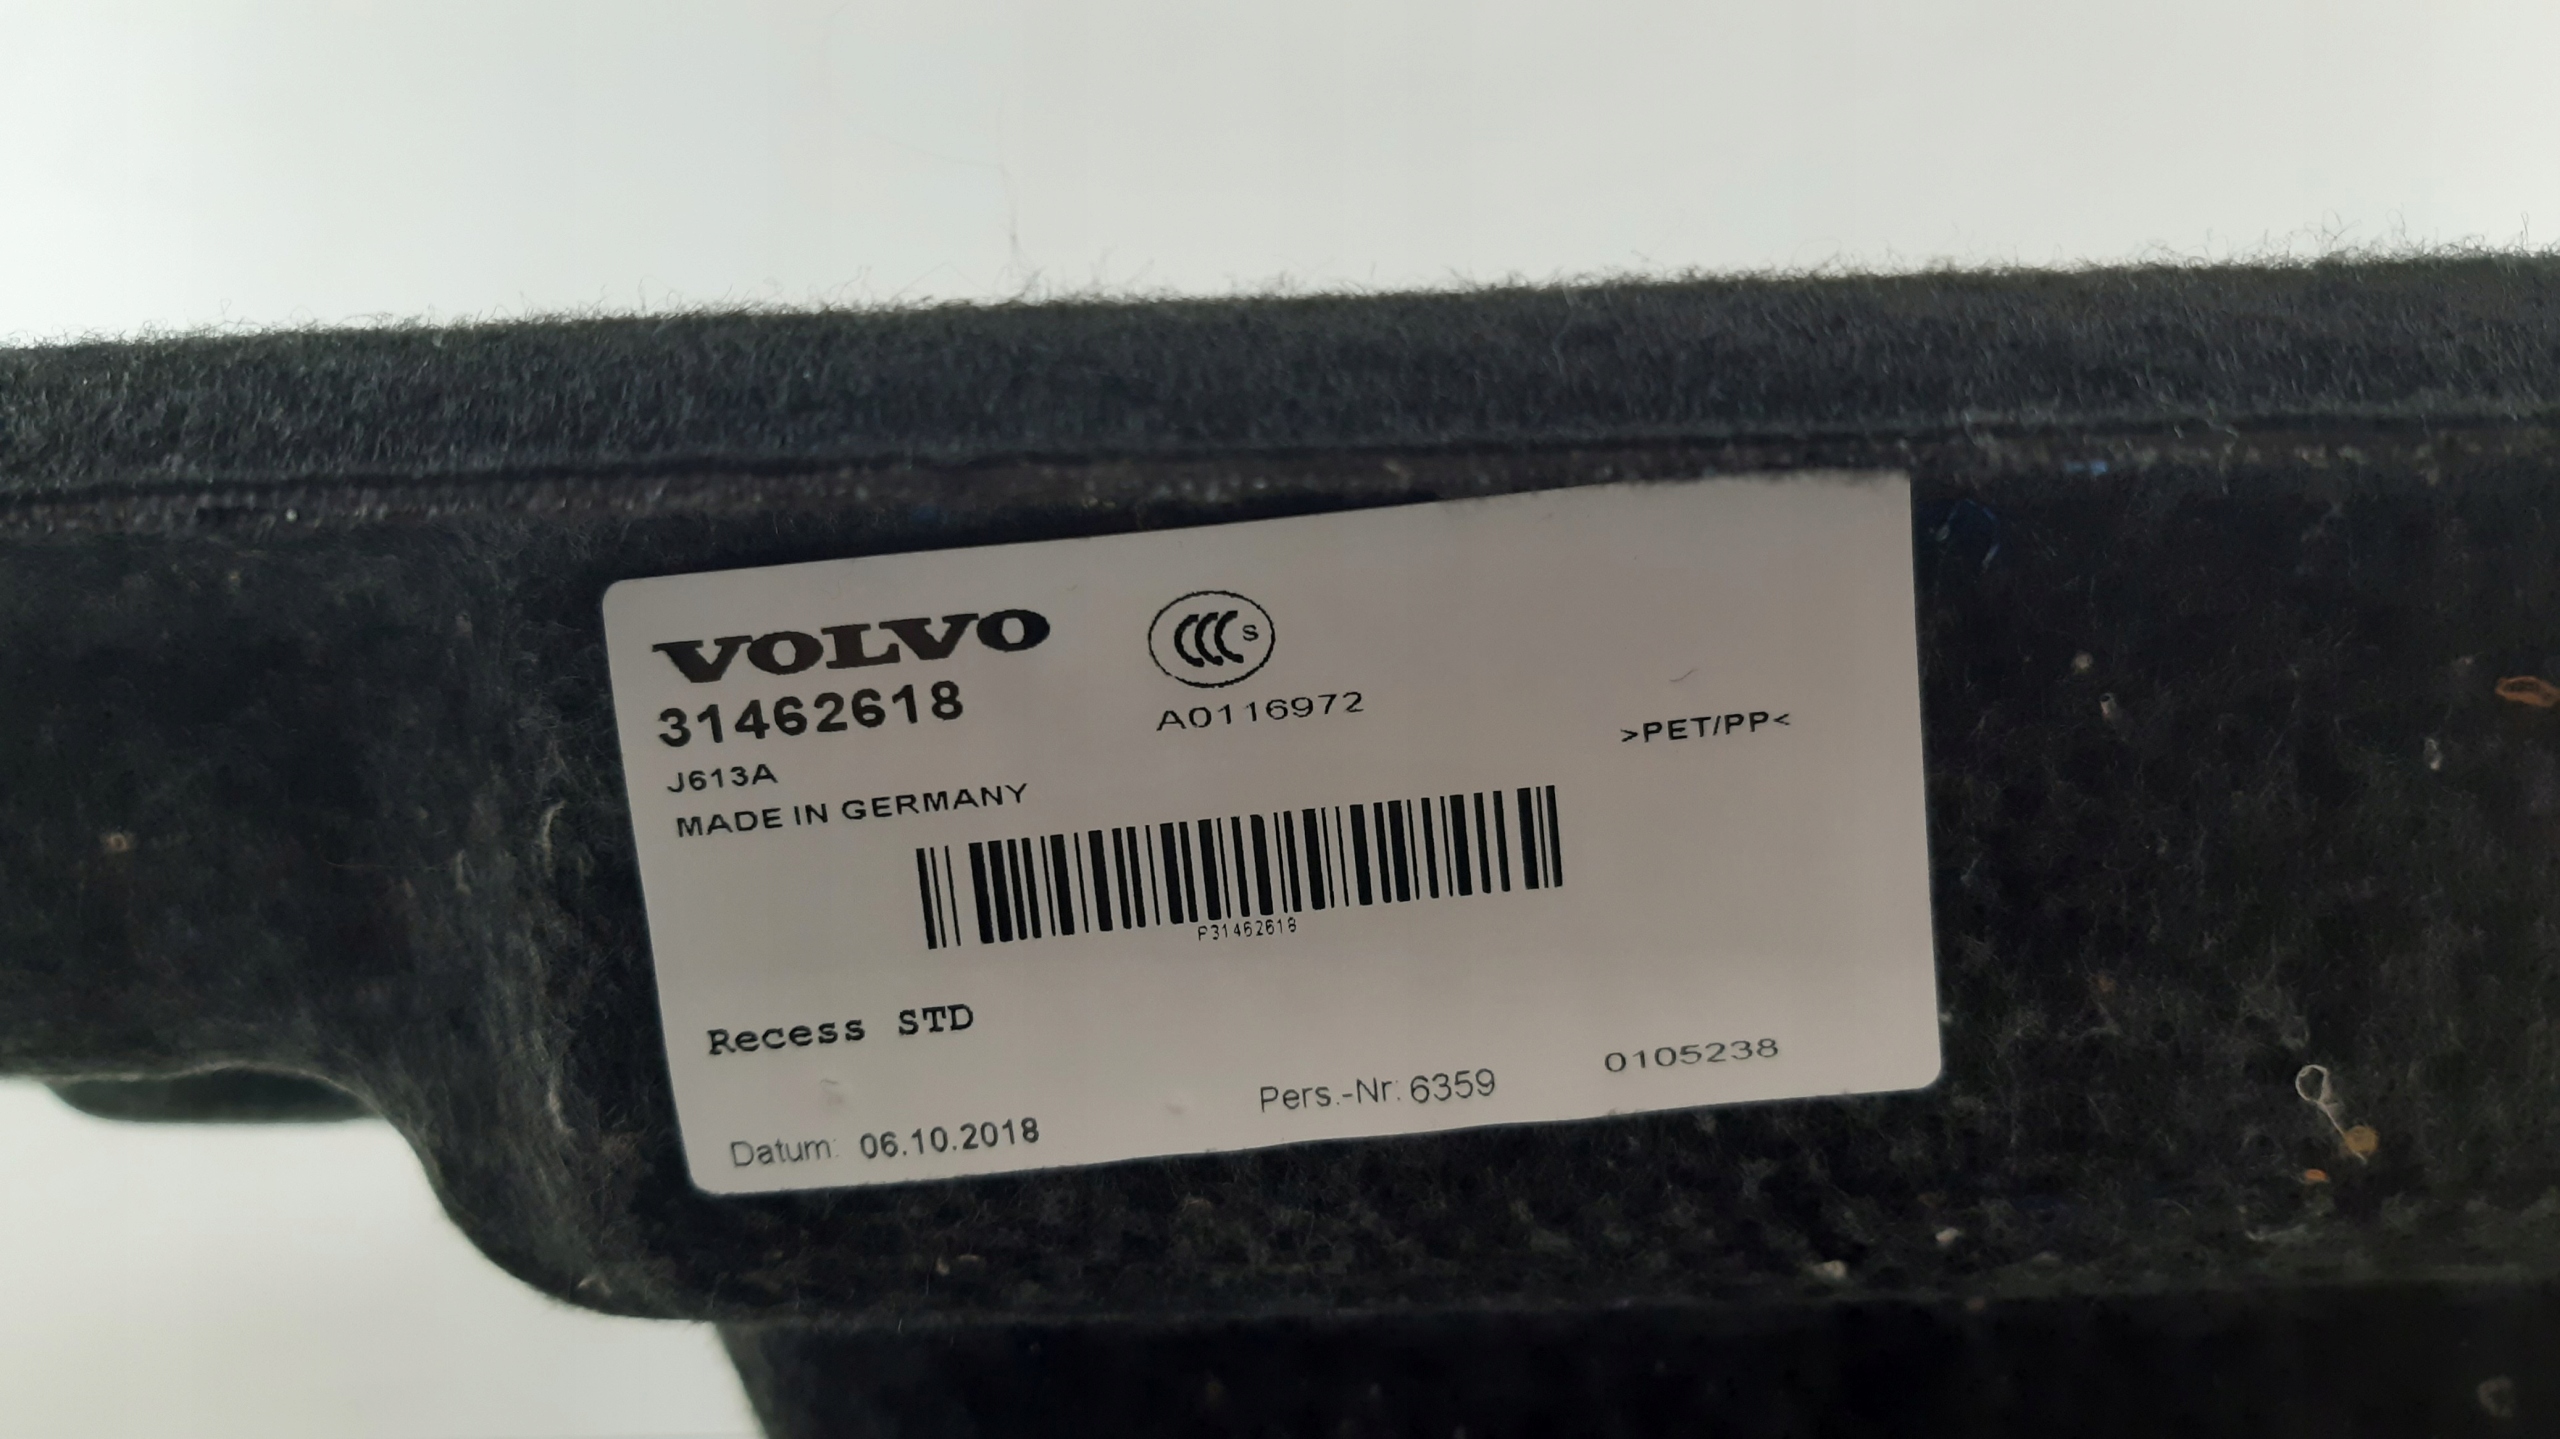 VOLVO
CCC S
31462618
A0116972
>PET/PP<
J613A
MADE IN GERMANY
P31462618
Recess STD
0105238
Pers.-Nr: 6359
Datum: 06.10.2018